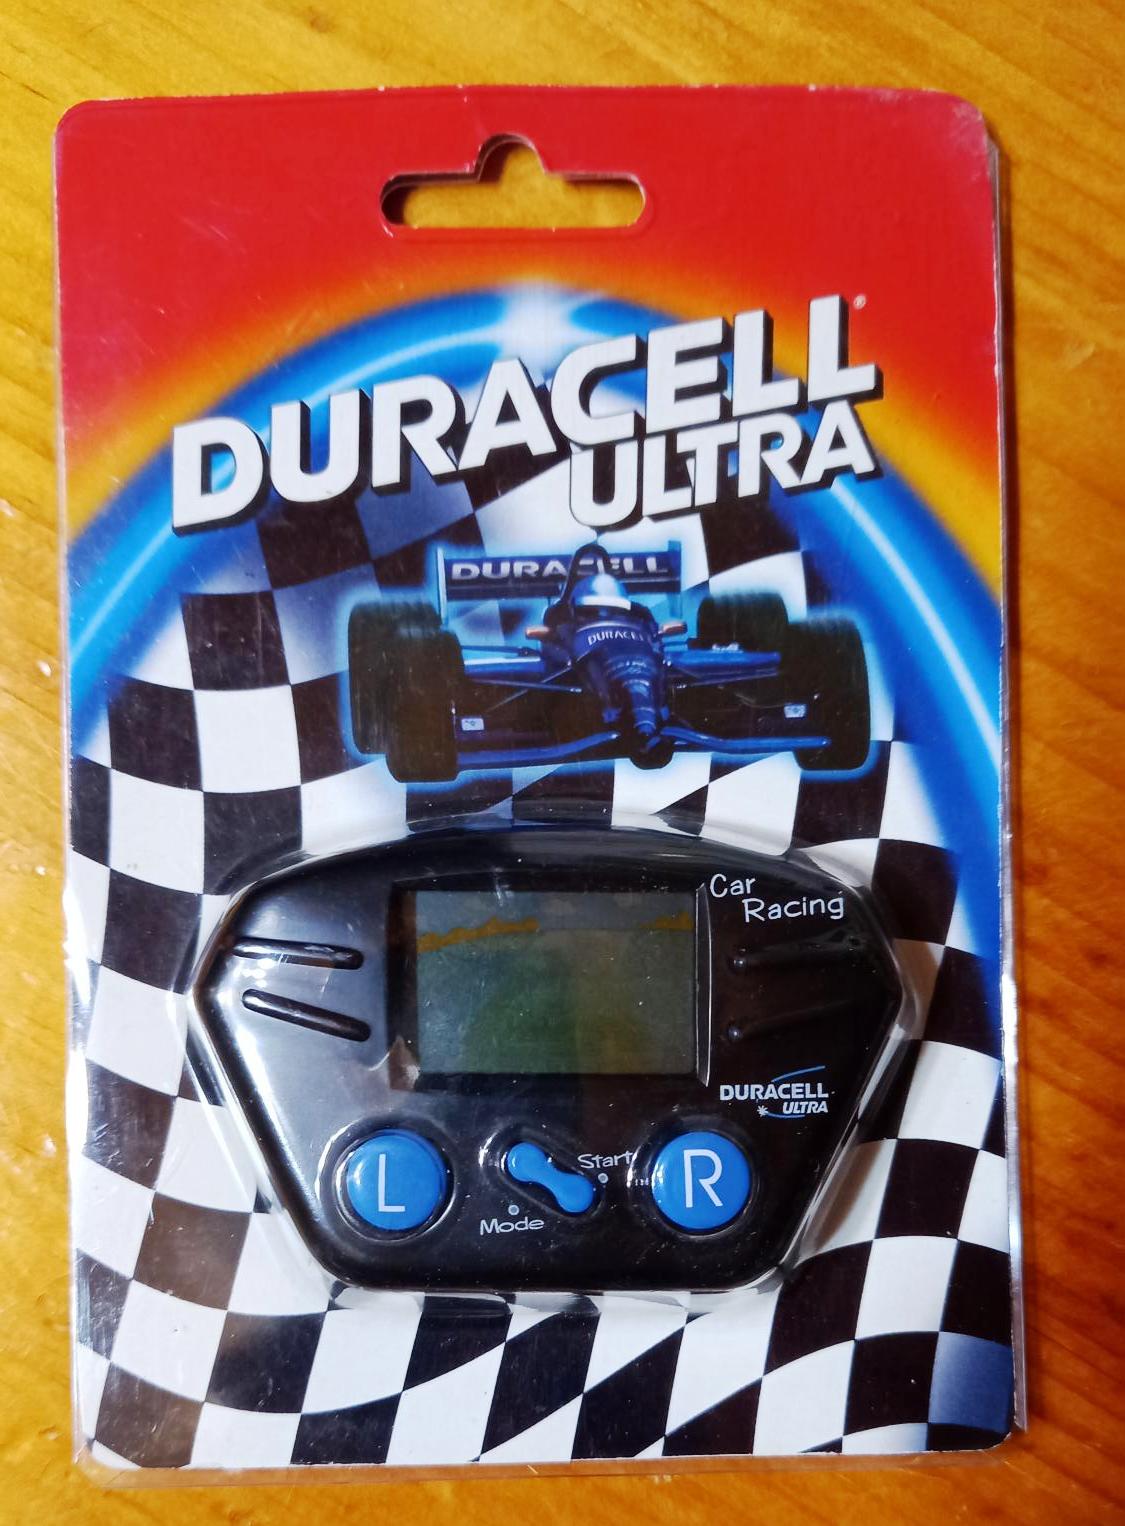 DURACELL®
ULTRA
DURACELL
DURACELL
Car
Racing
DURACELL
ULTRA
L
Start
R
Mode